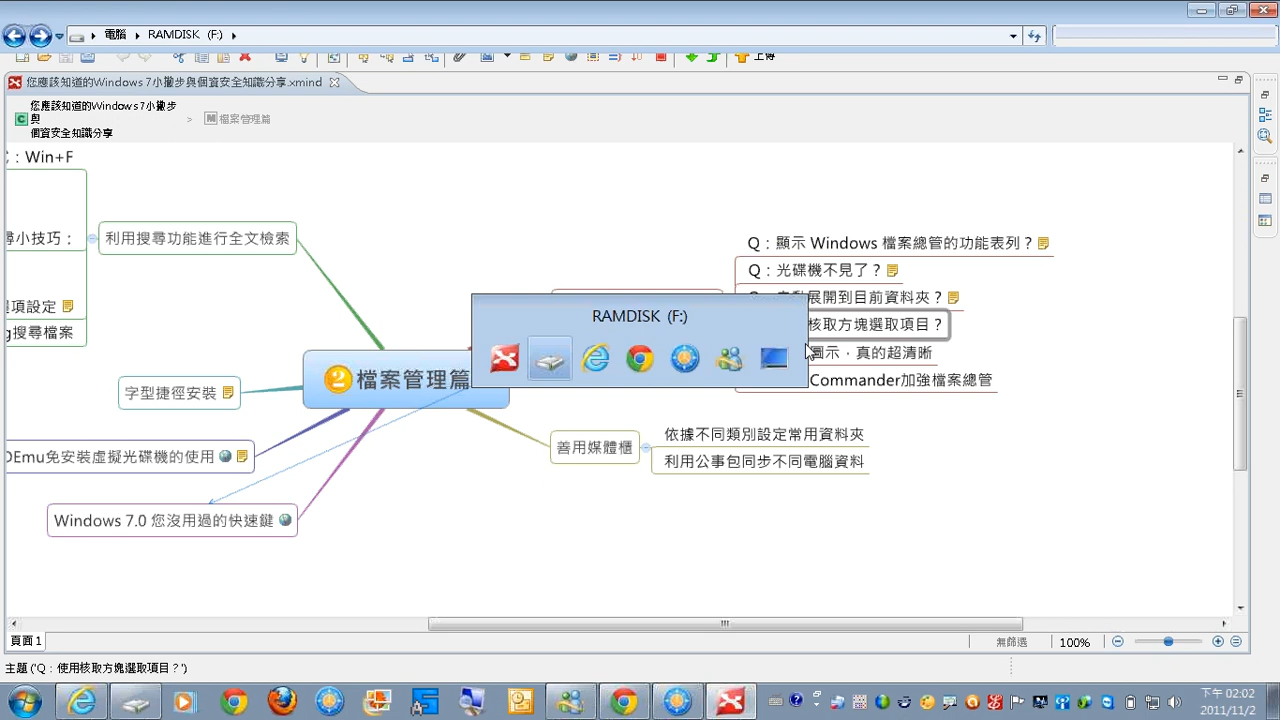 電腦 RAMDISK (F:)
上傳
您應該知道的Windows 7小撇步與個資安全知識分享.xmind
您應該知道的Windows 7小撇步
與
個資安全知識分享
> 檔案管理篇
：Win+F
尋小技巧：
利用搜尋功能進行全文檢索
選項設定
g搜尋檔案
字型捷徑安裝
DEmu免安裝虛擬光碟機的使用
Windows 7.0 您沒用過的快速鍵
2 檔案管理篇
Q：顯示 Windows 檔案總管的功能表列？
Q：光碟機不見了？
展開到目前資料夾？
核取方塊選取項目？
圖示，真的超清晰
Commander加強檔案總管
RAMDISK (F:)
善用媒體櫃
依據不同類別設定常用資料夾
利用公事包同步不同電腦資料
頁面 1
無篩選
100%
主題 ('Q：使用核取方塊選取項目？')
下午 02:02
2011/11/2